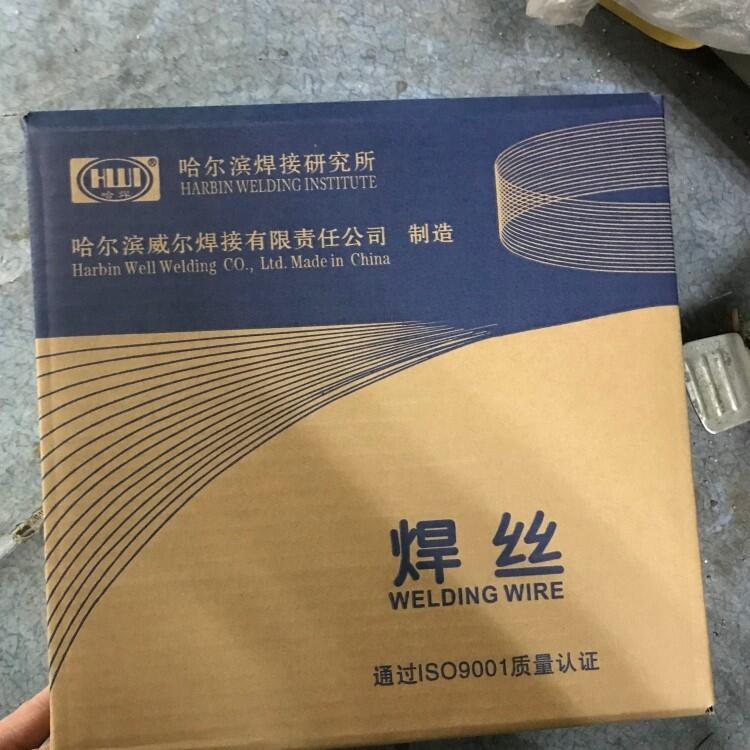 HWI®
哈尔滨焊接研究所
HARBIN WELDING INSTITUTE
哈尔滨威尔焊接有限责任公司 制造
Harbin Well Welding CO., Ltd. Made in China
焊丝
WELDING WIRE
通过ISO9001质量认证